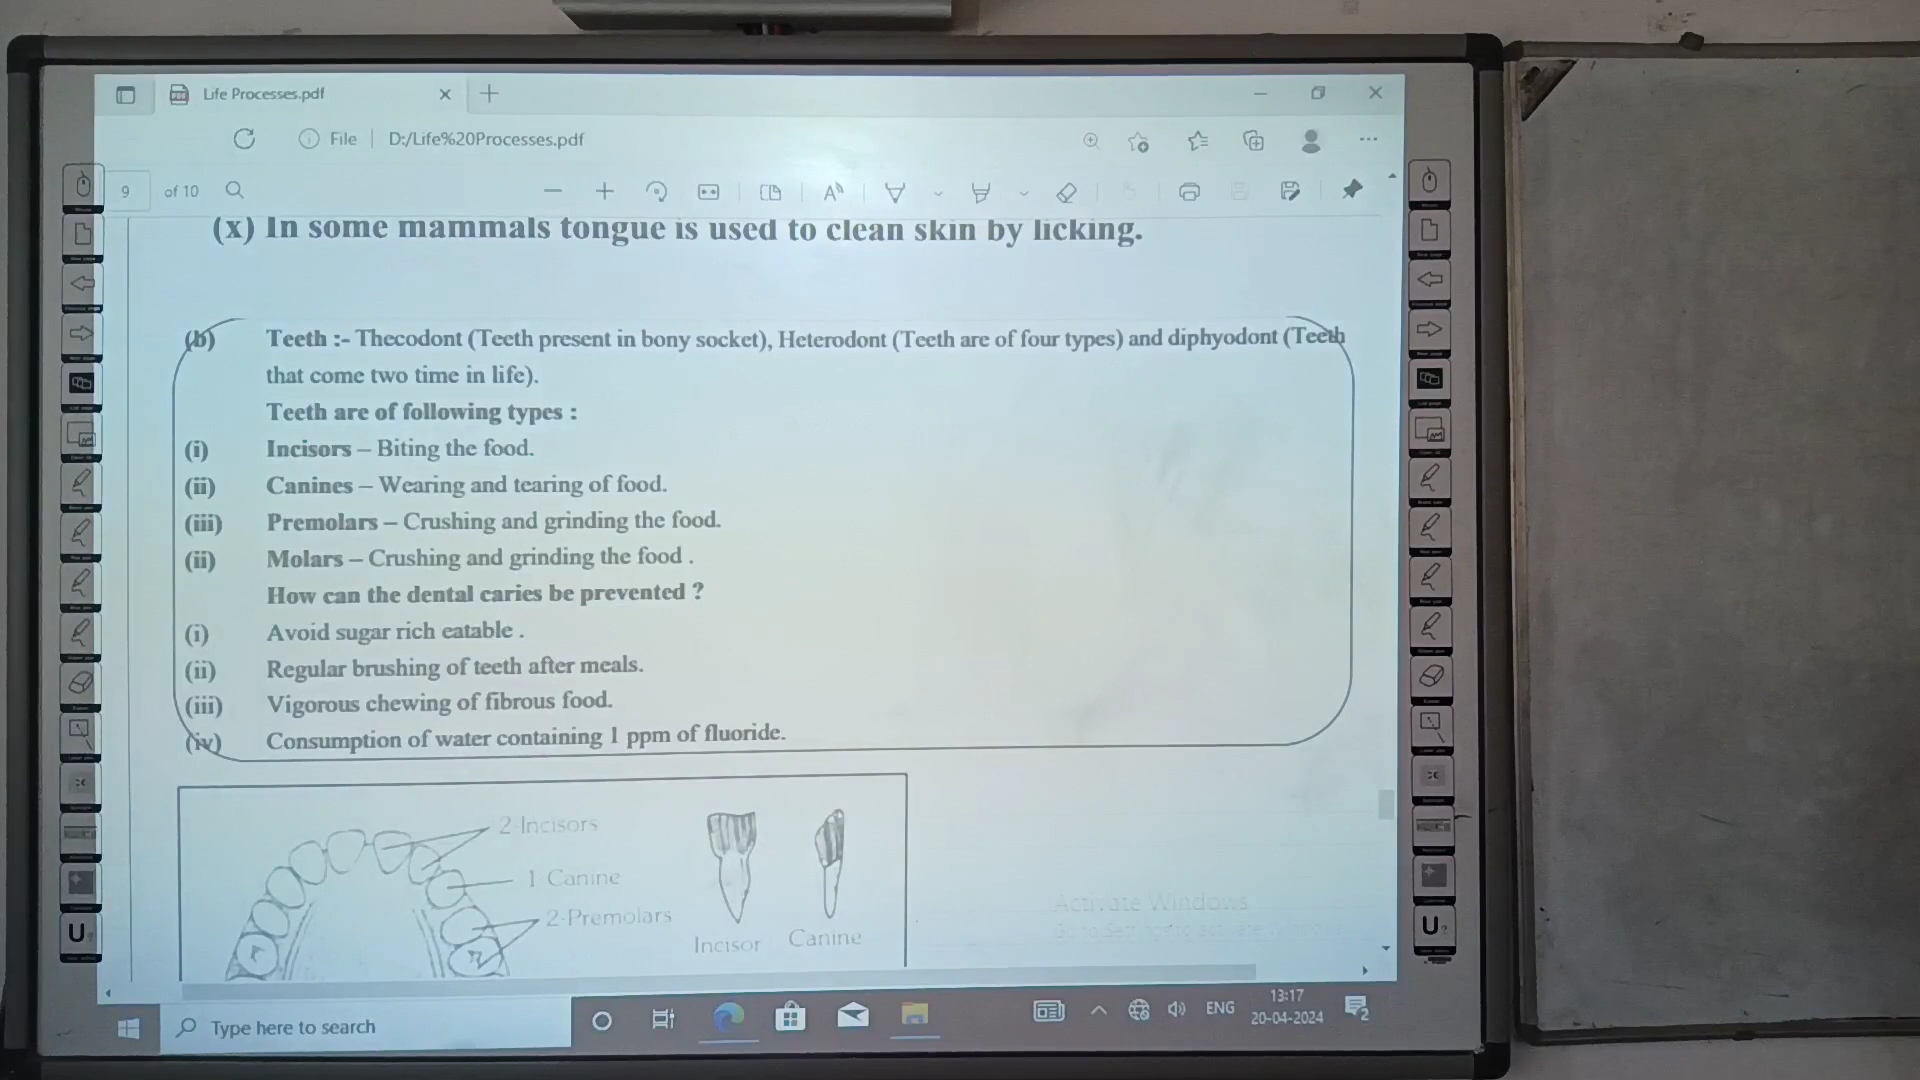 Life Processes.pdf
File | D:/Life%20Processes.pdf
9 of 10
(x) In some mammals tongue is used to clean skin by licking.
(b) Teeth :- Thecodont (Teeth present in bony socket), Heterodont (Teeth are of four types) and diphyodont (Teeth
that come two time in life).
Teeth are of following types :
(i) Incisors – Biting the food.
(ii) Canines – Wearing and tearing of food.
(iii) Premolars – Crushing and grinding the food.
(ii) Molars – Crushing and grinding the food .
How can the dental caries be prevented ?
(i) Avoid sugar rich eatable .
(ii) Regular brushing of teeth after meals.
(iii) Vigorous chewing of fibrous food.
(iv) Consumption of water containing 1 ppm of fluoride.
2-Incisors
1 Canine
2-Premolars
Incisor Canine
Activate Windows
Go to Settings to activate
Type here to search
ENG
13:17
20-04-2024